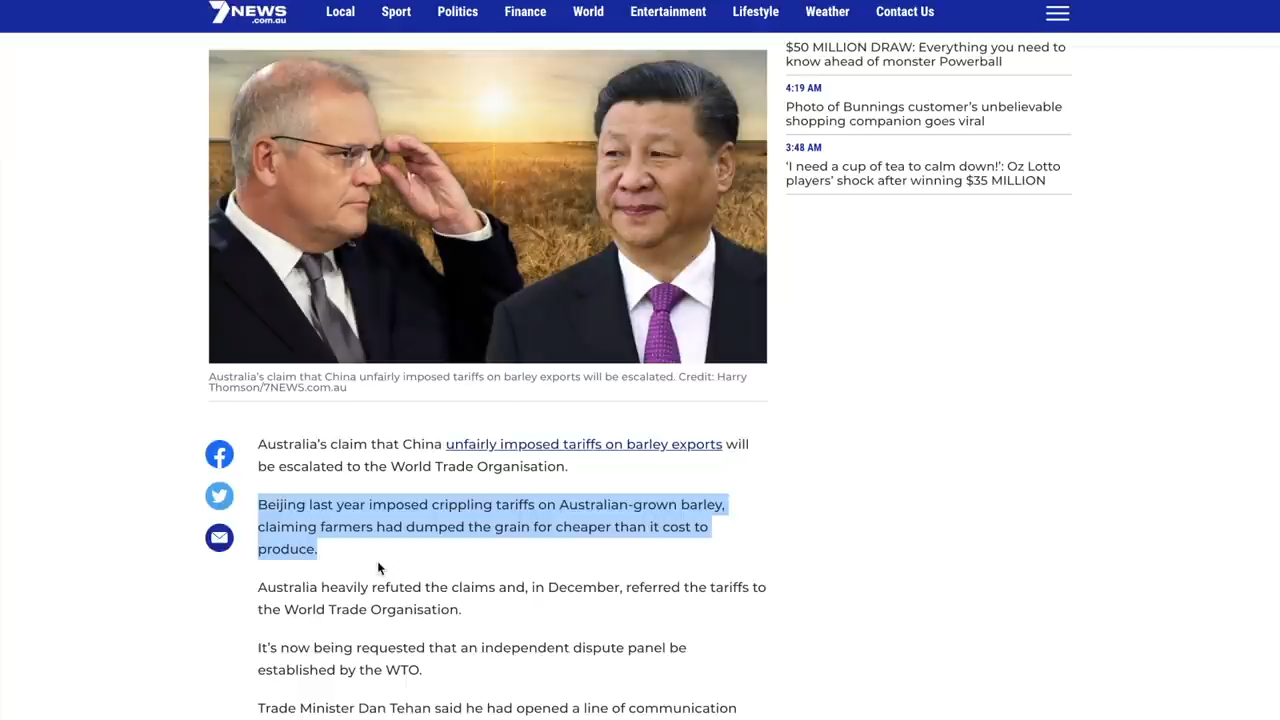 7NEWS
.com.au
Local Sport Politics Finance World Entertainment Lifestyle Weather Contact Us
$50 MILLION DRAW: Everything you need to
know ahead of monster Powerball
4:19 AM
Photo of Bunnings customer’s unbelievable
shopping companion goes viral
3:48 AM
‘I need a cup of tea to calm down!’: Oz Lotto
players’ shock after winning $35 MILLION
Australia’s claim that China unfairly imposed tariffs on barley exports will be escalated. Credit: Harry
Thomson/7NEWS.com.au
Australia’s claim that China unfairly imposed tariffs on barley exports will
be escalated to the World Trade Organisation.
Beijing last year imposed crippling tariffs on Australian-grown barley,
claiming farmers had dumped the grain for cheaper than it cost to
produce.
Australia heavily refuted the claims and, in December, referred the tariffs to
the World Trade Organisation.
It’s now being requested that an independent dispute panel be
established by the WTO.
Trade Minister Dan Tehan said he had opened a line of communication